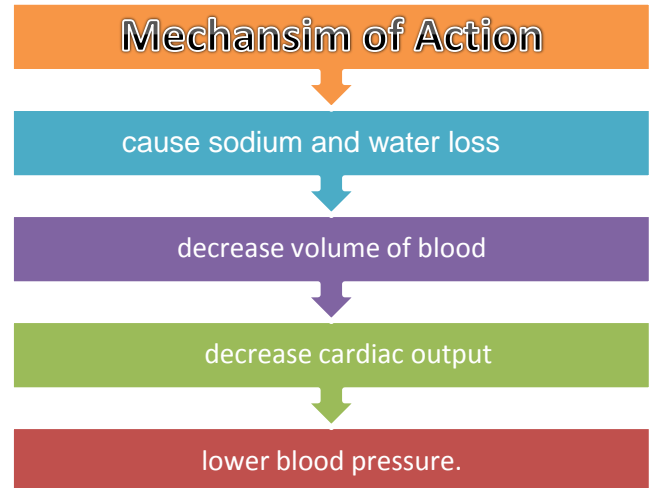 Mechansim of Action
cause sodium and water loss
decrease volume of blood
decrease cardiac output
lower blood pressure.